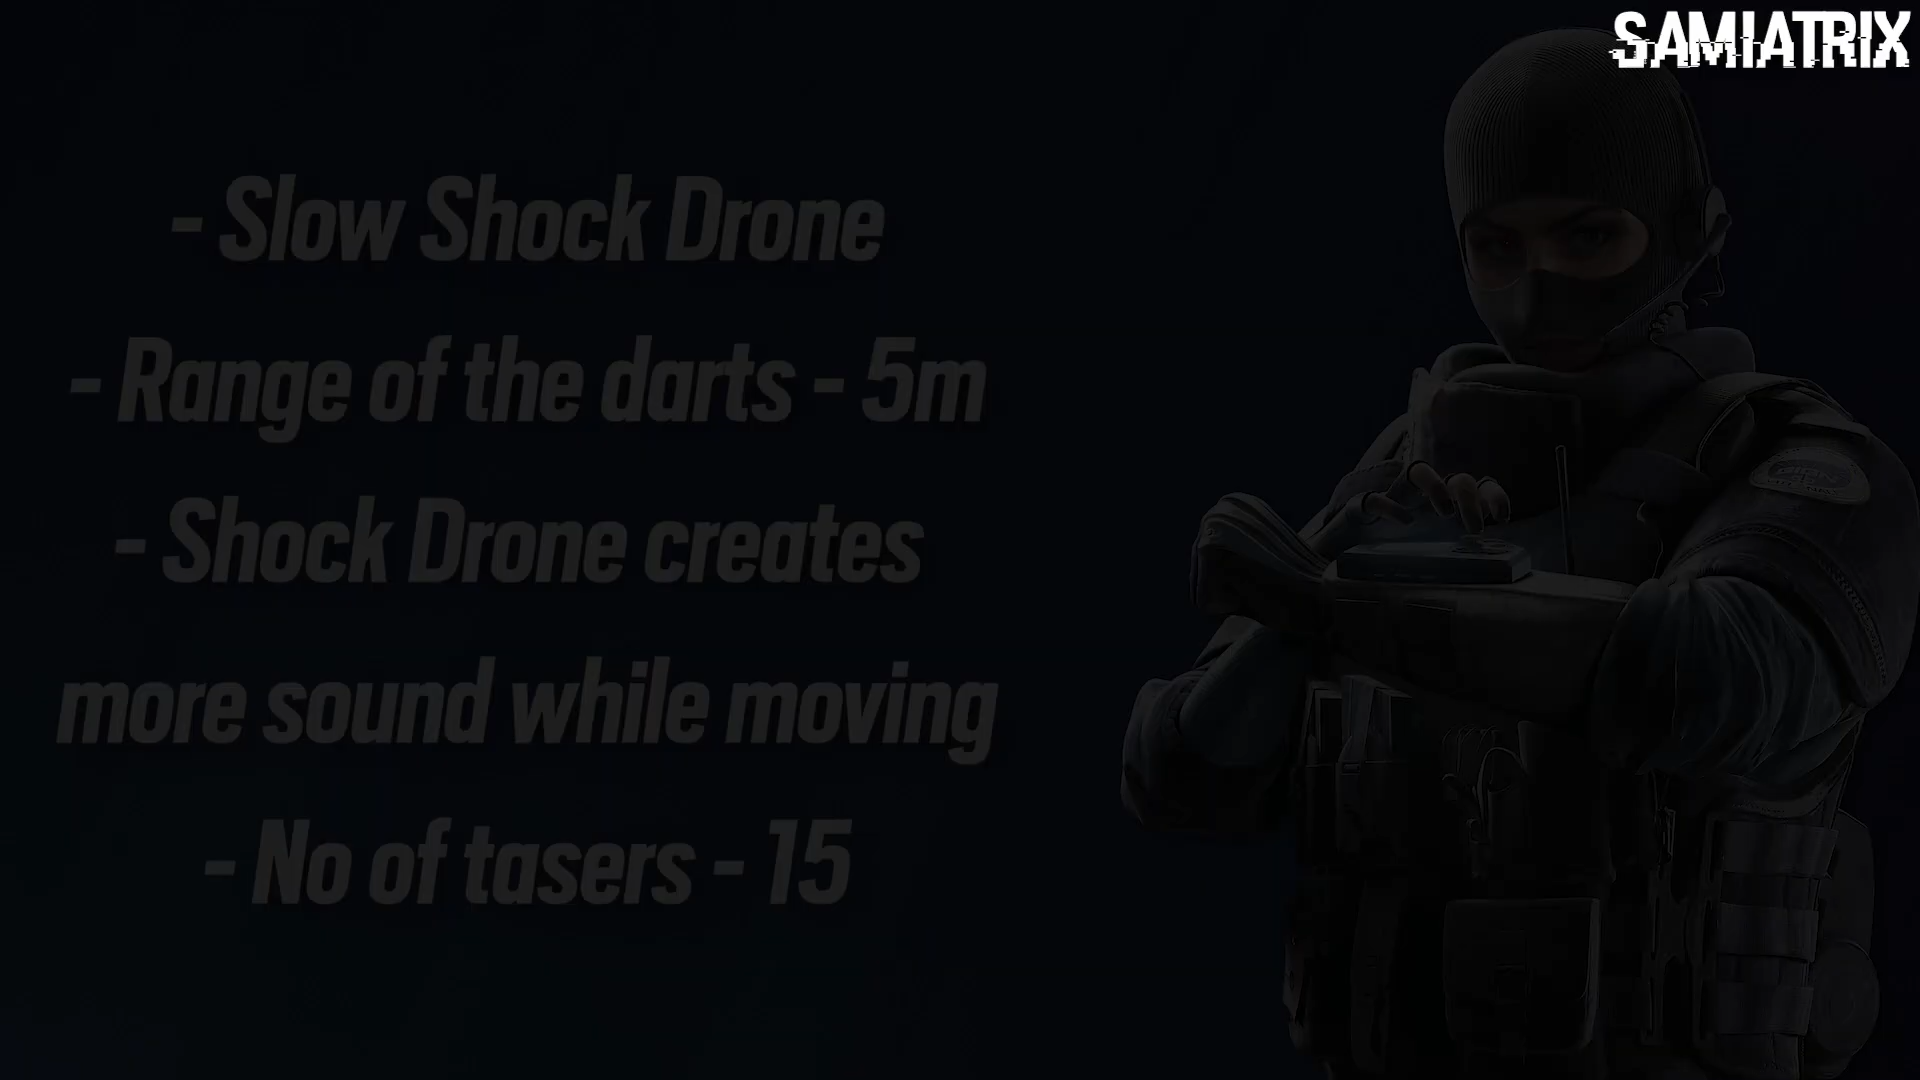 SAMIATRIX
- Slow Shock Drone
- Range of the darts - 5m
- Shock Drone creates
more sound while moving
- No of tasers - 15